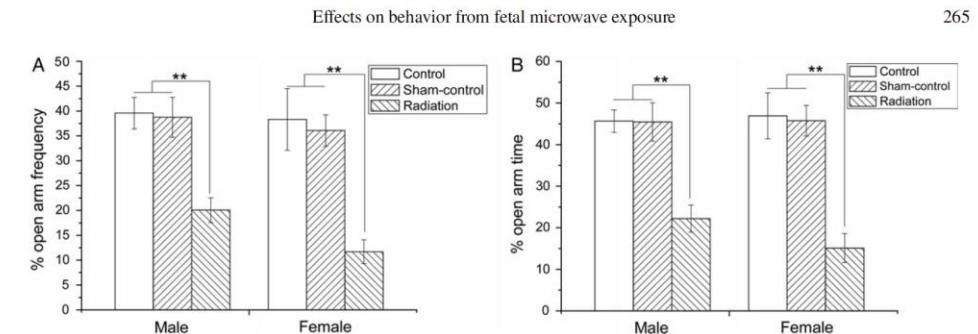 Effects on behavior from fetal microwave exposure 265
A
50
45
40
35
30
25
20
15
10
5
0
% open arm frequency
**
**
Control
Sham-control
Radiation
Male Female
B
60
50
40
30
20
10
0
% open arm time
**
**
Control
Sham-control
Radiation
Male Female